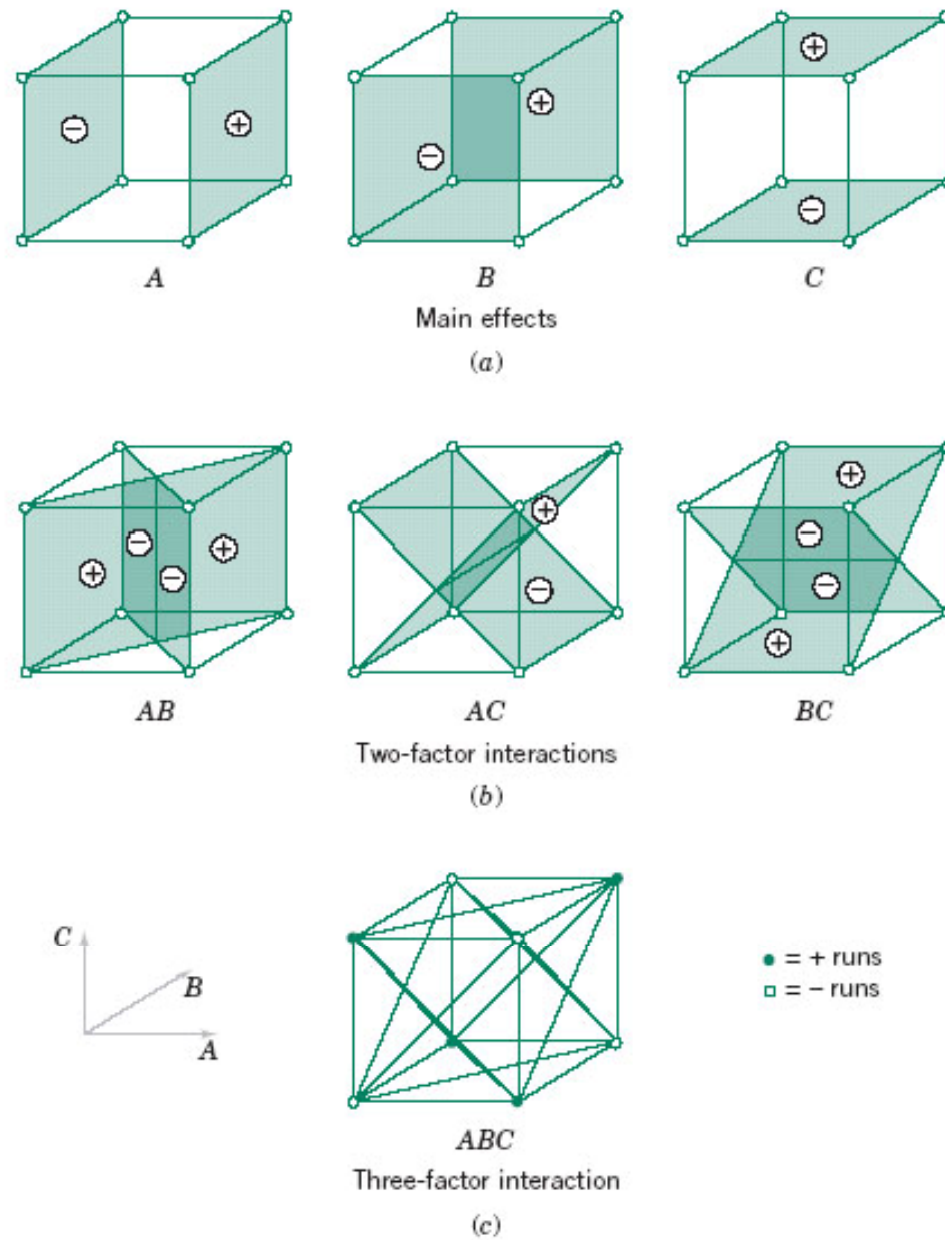 − + − + + −
A B C
Main effects
(a)
+ − − + + − + − − +
AB AC BC
Two-factor interactions
(b)
C B A
● = + runs
□ = − runs
ABC
Three-factor interaction
(c)